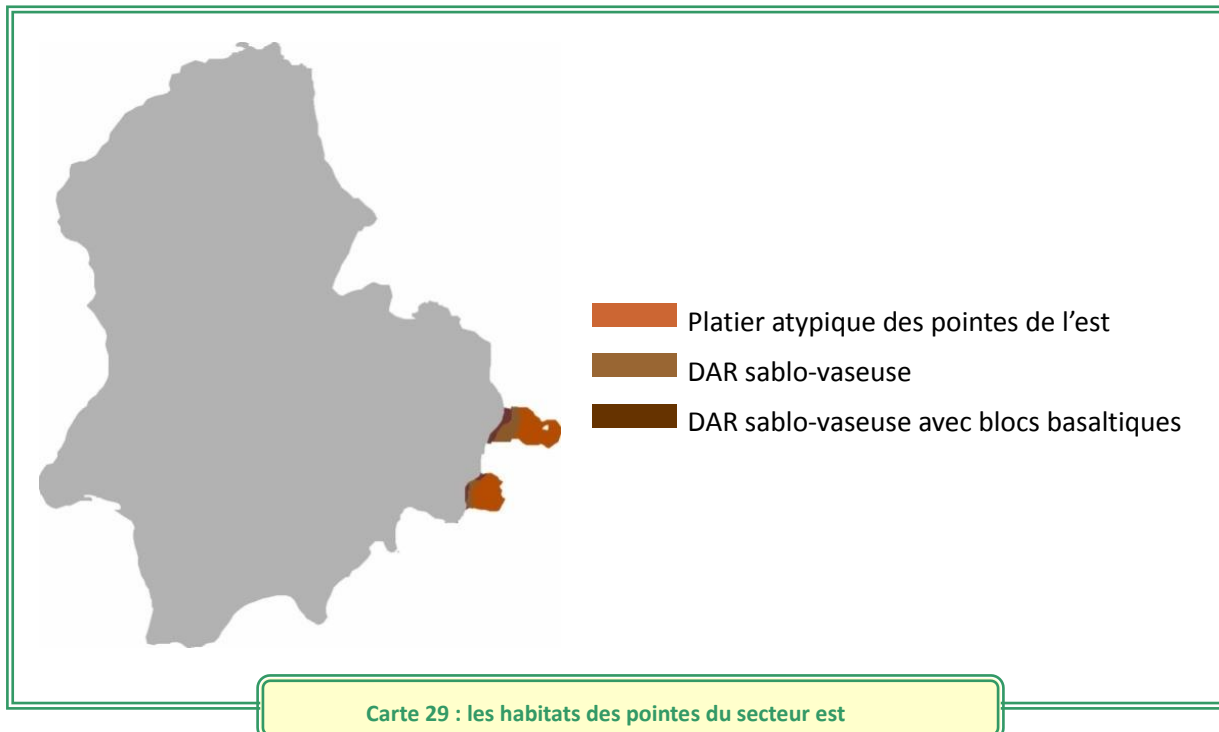 Platier atypique des pointes de l’est
DAR sablo-vaseuse
DAR sablo-vaseuse avec blocs basaltiques
Carte 29 : les habitats des pointes du secteur est